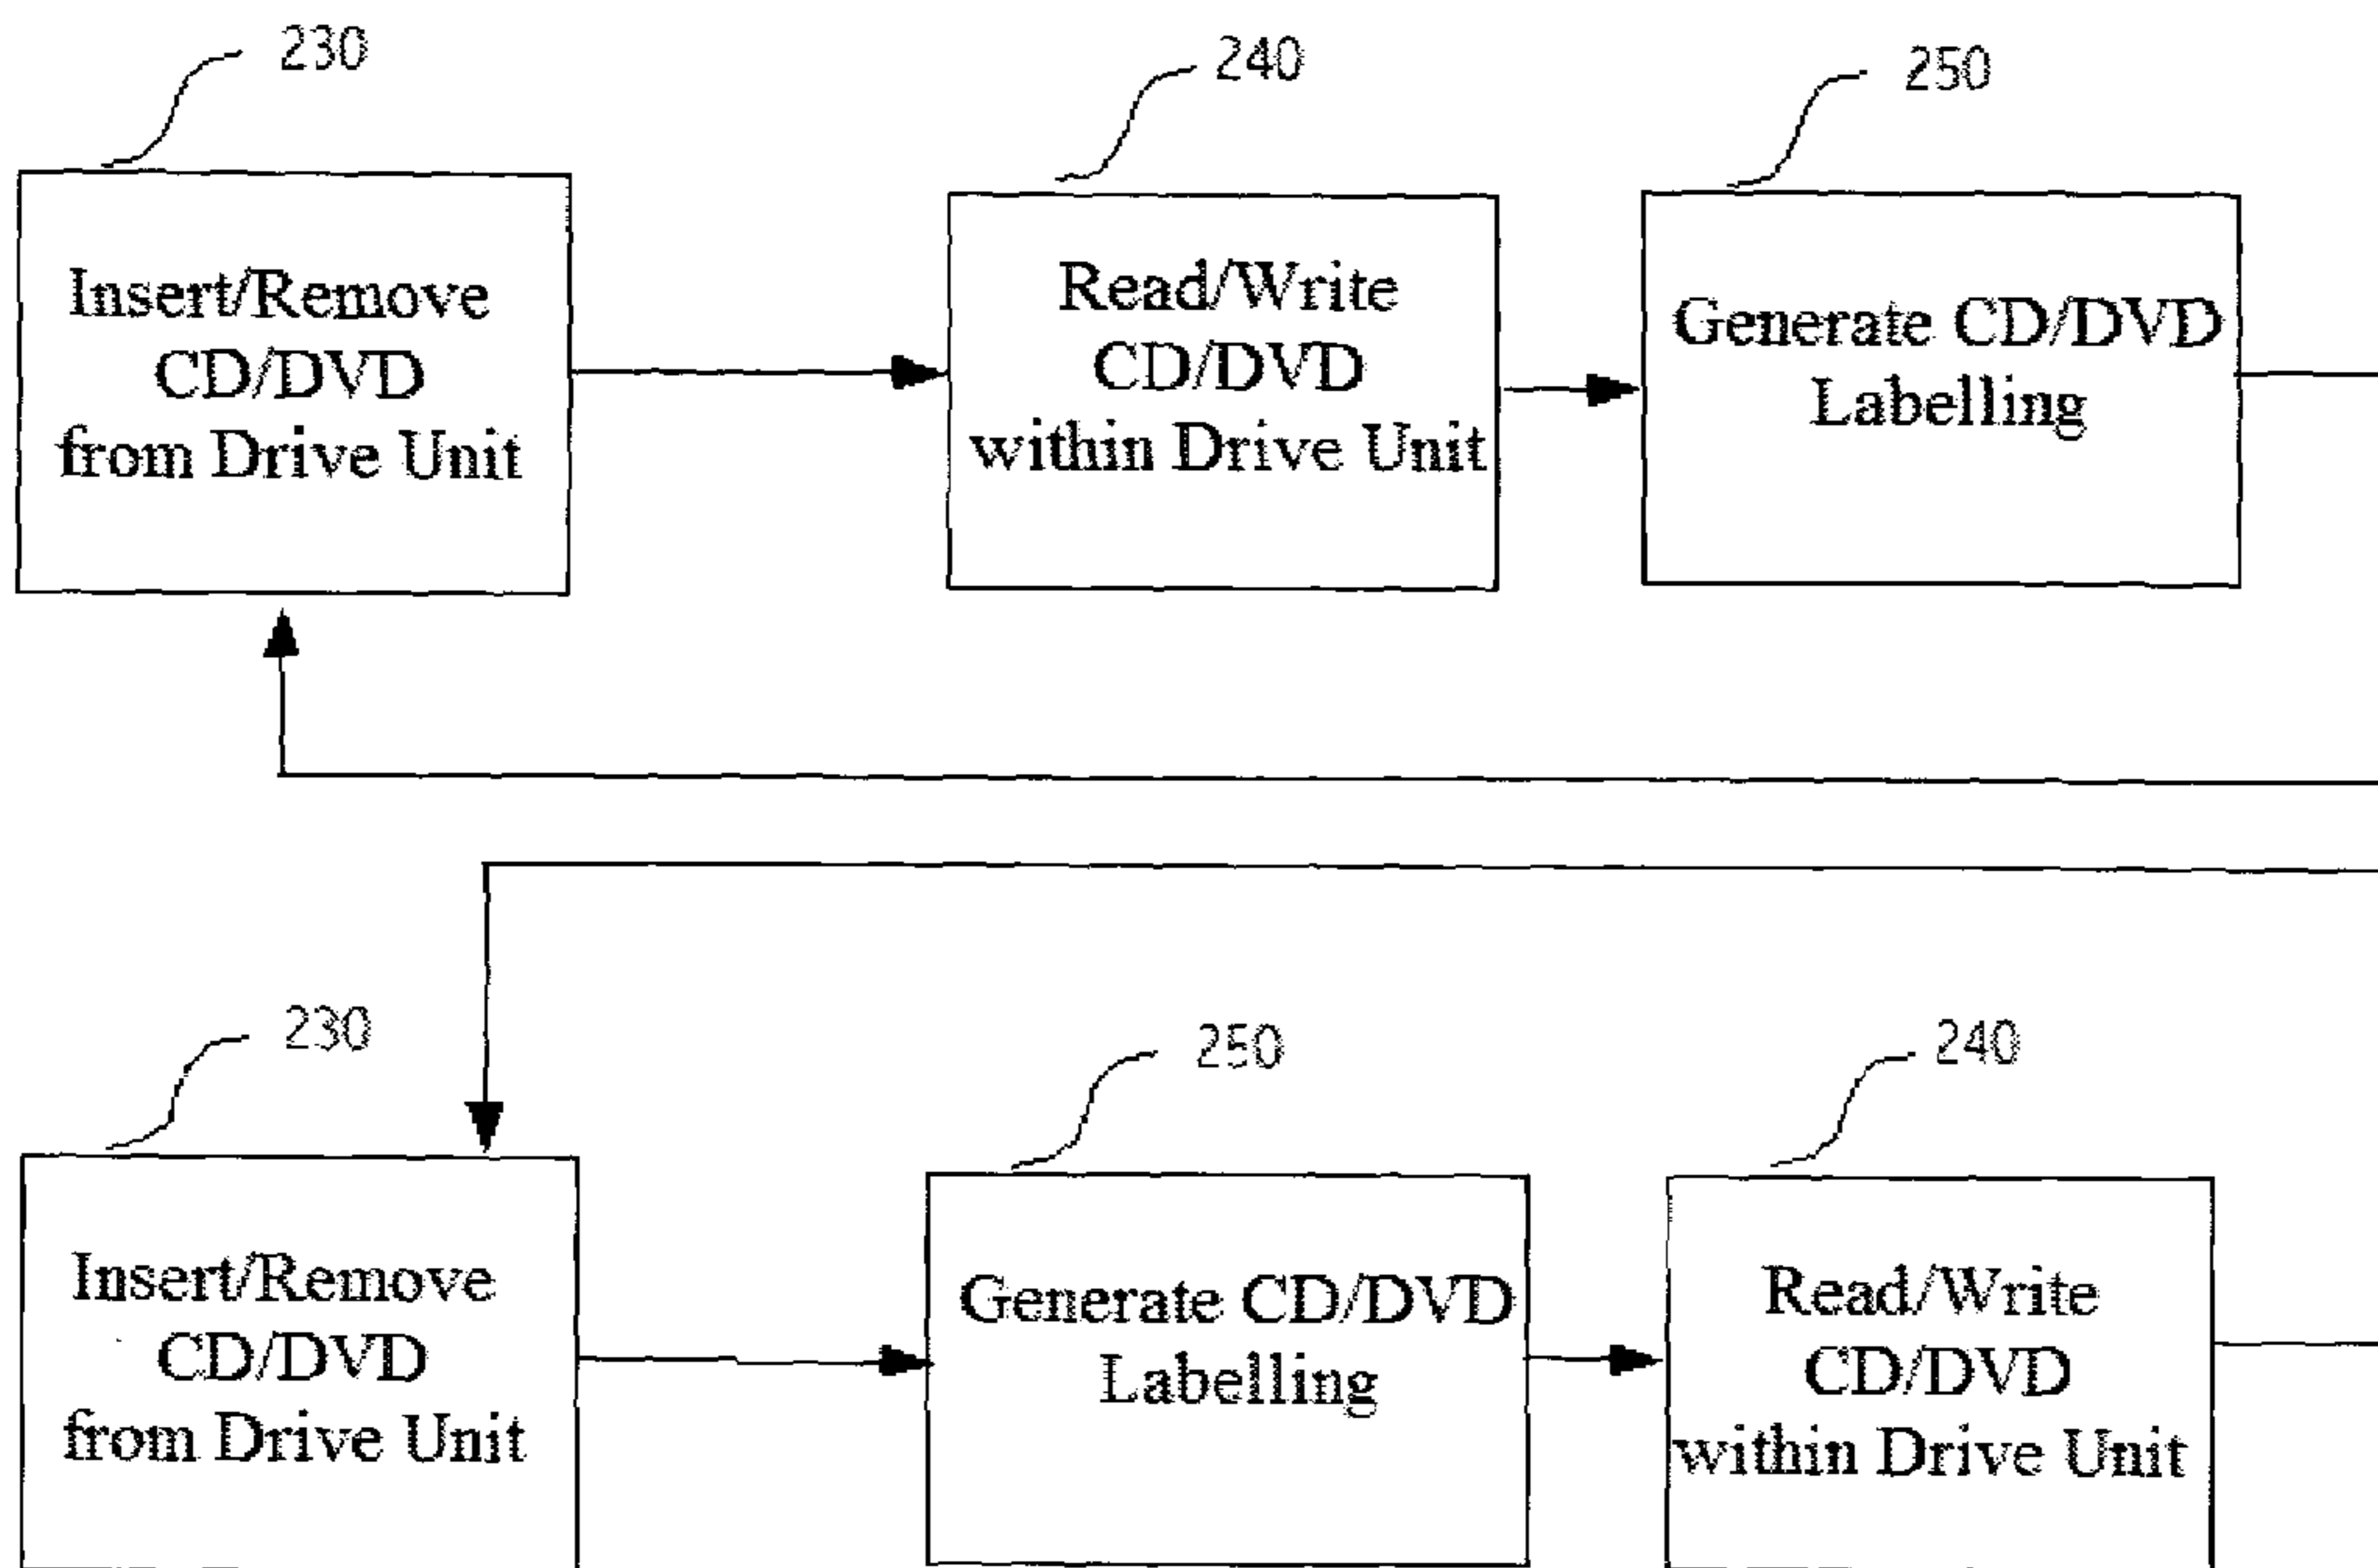 230
240
250
Insert/Remove
CD/DVD
from Drive Unit
Read/Write
CD/DVD
within Drive Unit
Generate CD/DVD
Labelling
230
250
240
Insert/Remove
CD/DVD
from Drive Unit
Generate CD/DVD
Labelling
Read/Write
CD/DVD
within Drive Unit